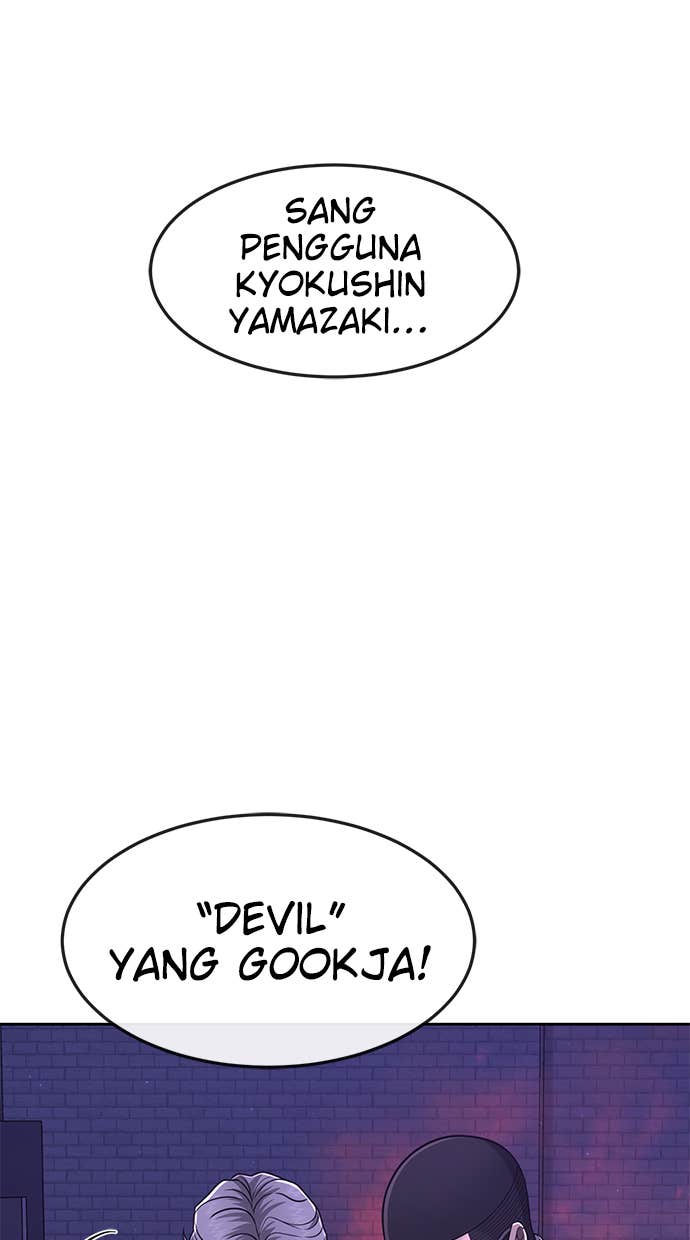 SANG
PENGGUNA
KYOKUSHIN
YAMAZAKI...
"DEVIL"
YANG GOOKJA!